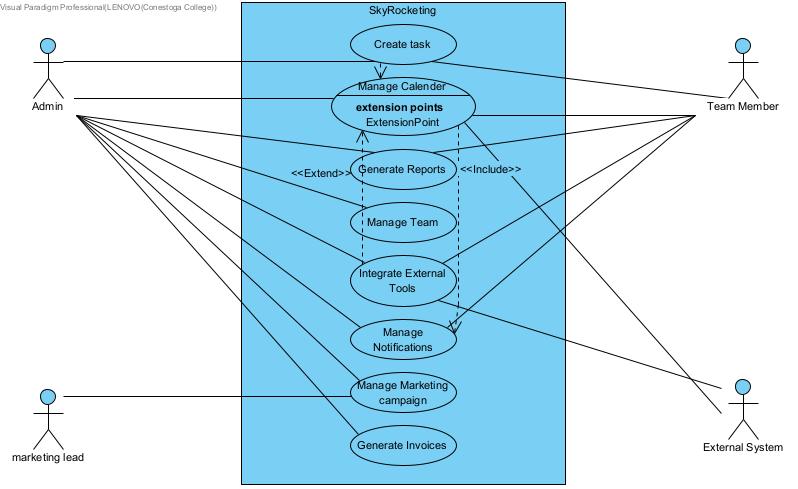 Visual Paradigm Professional(LENOVO(Conestoga College))
SkyRocketing
Create task
Manage Calender
extension points
ExtensionPoint
Admin
Team Member
<<Extend>>
Generate Reports
<<Include>>
Manage Team
Integrate External
Tools
Manage
Notifications
Manage Marketing
campaign
Generate Invoices
marketing lead
External System